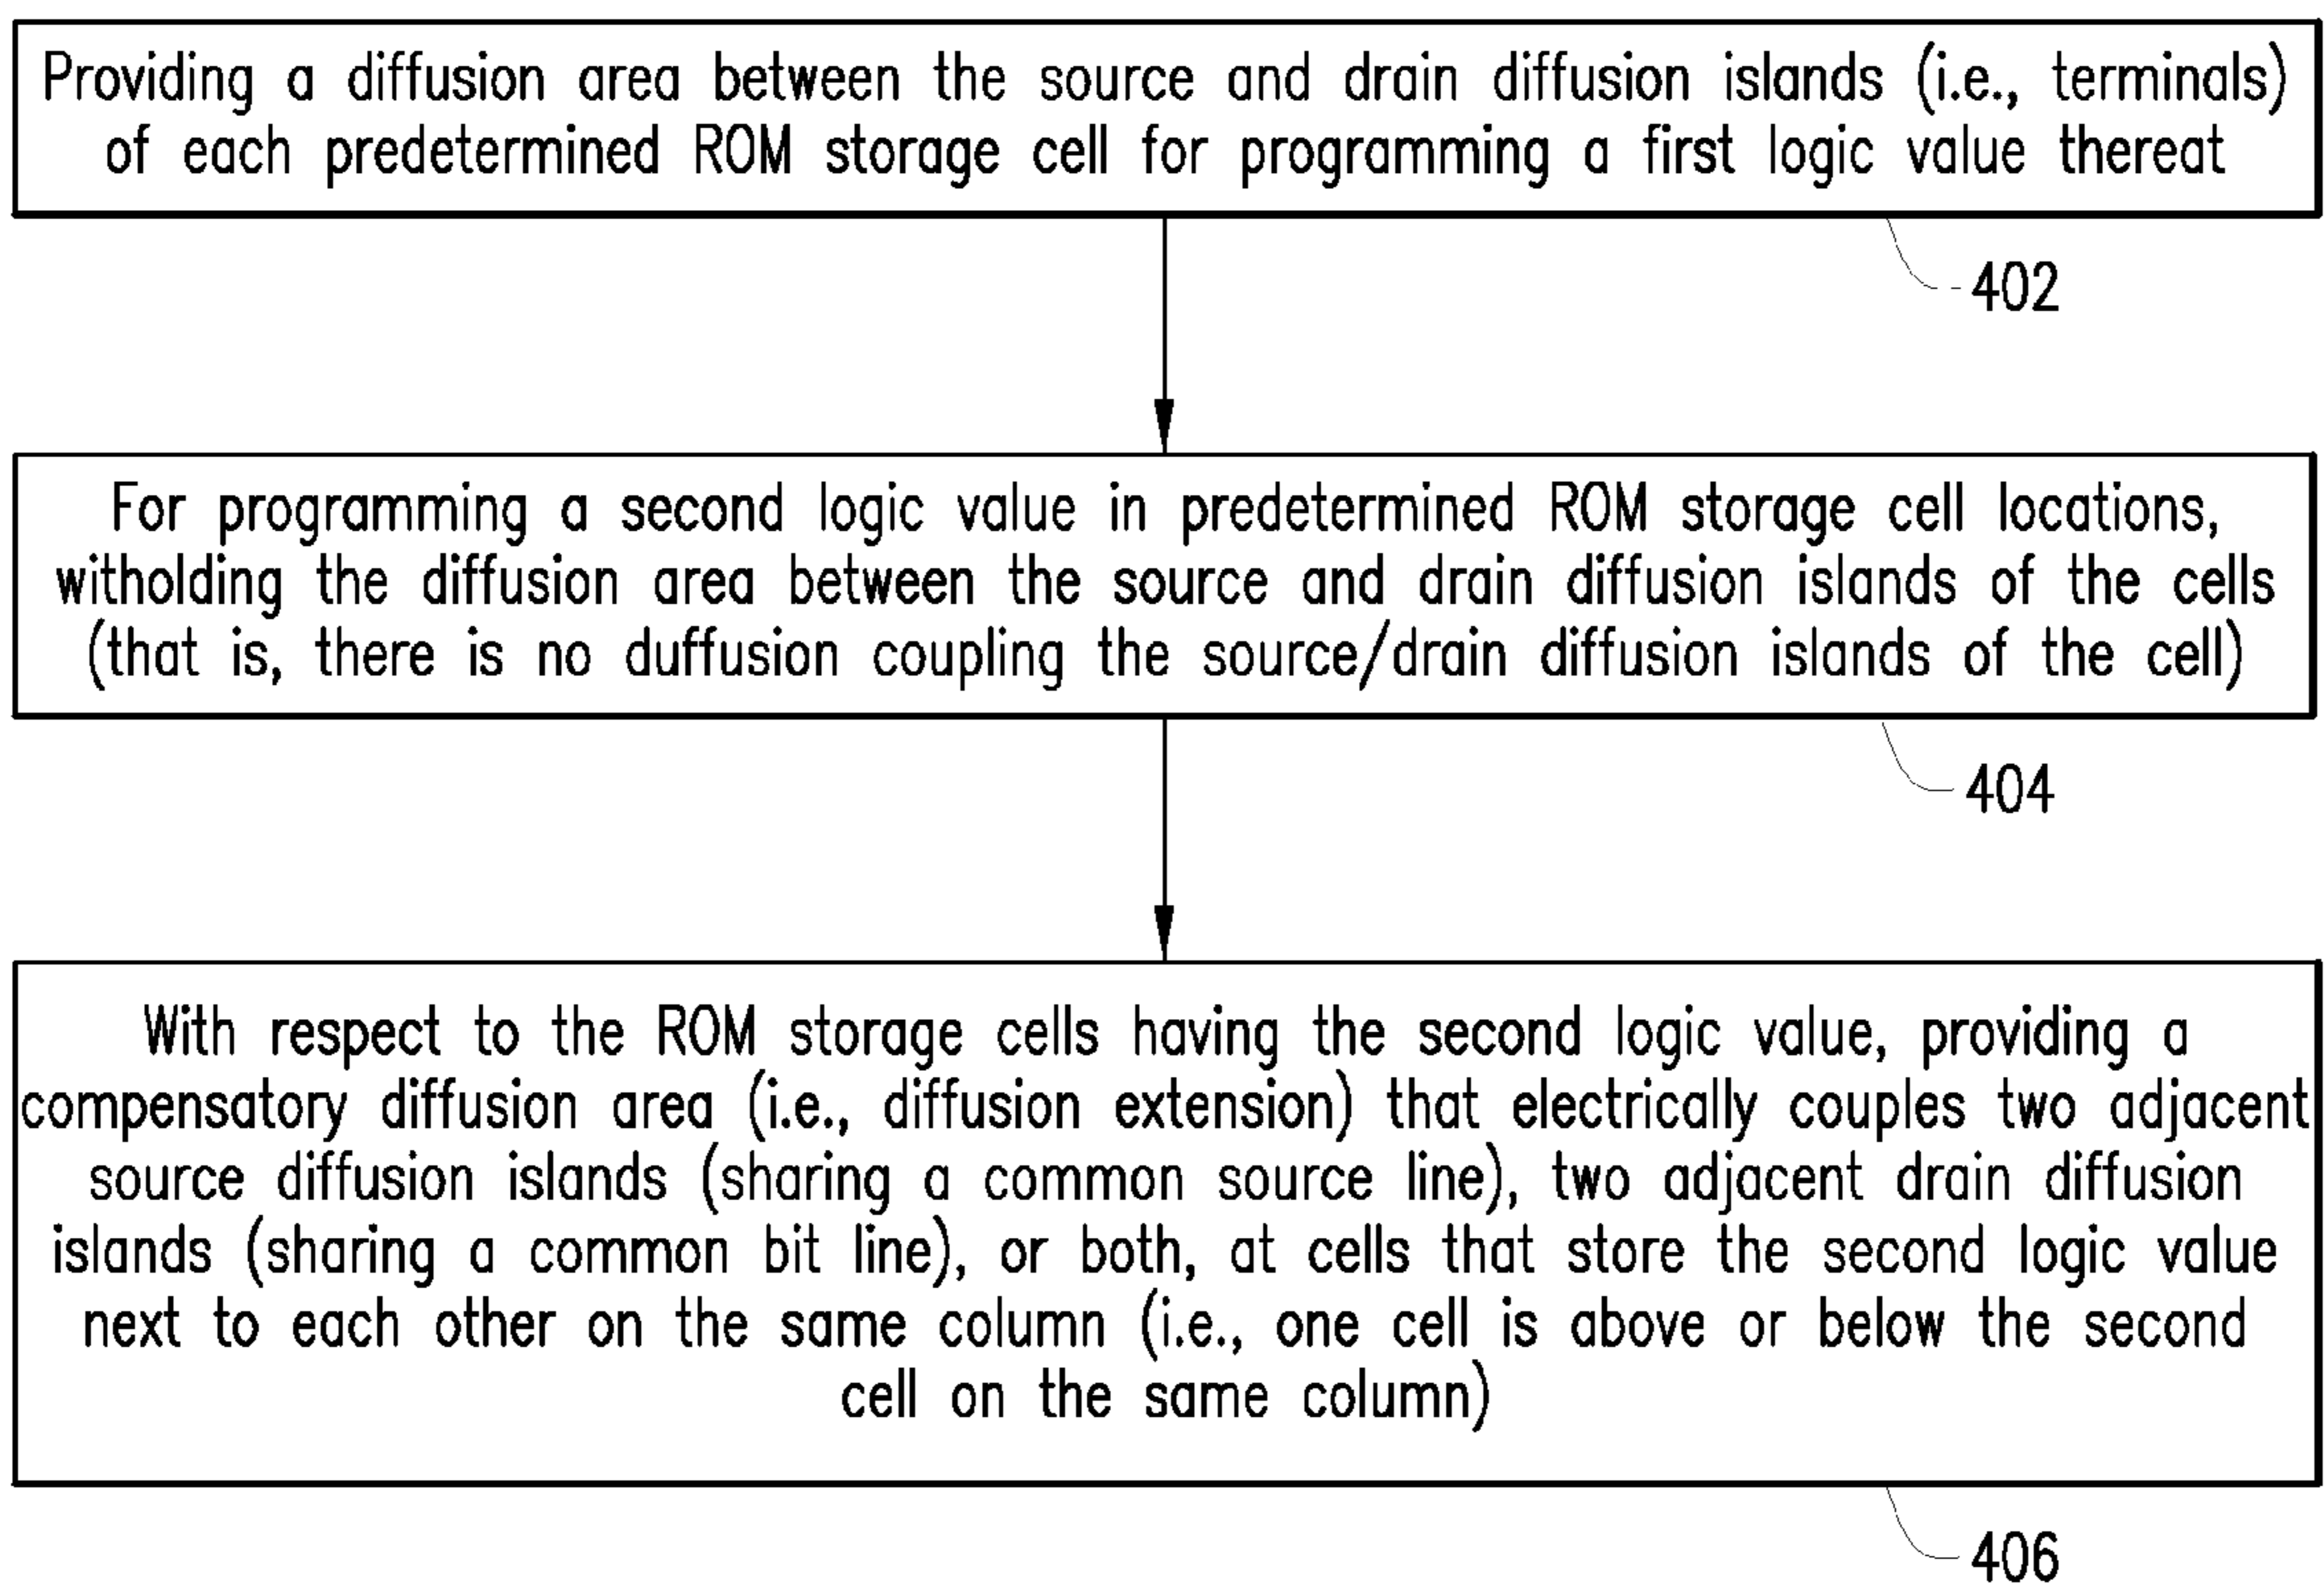 Providing a diffusion area between the source and drain diffusion islands (i.e., terminals)
of each predetermined ROM storage cell for programming a first logic value thereat
402
For programming a second logic value in predetermined ROM storage cell locations,
witholding the diffusion area between the source and drain diffusion islands of the cells
(that is, there is no duffusion coupling the source/drain diffusion islands of the cell)
404
With respect to the ROM storage cells having the second logic value, providing a
compensatory diffusion area (i.e., diffusion extension) that electrically couples two adjacent
source diffusion islands (sharing a common source line), two adjacent drain diffusion
islands (sharing a common bit line), or both, at cells that store the second logic value
next to each other on the same column (i.e., one cell is above or below the second
cell on the same column)
406